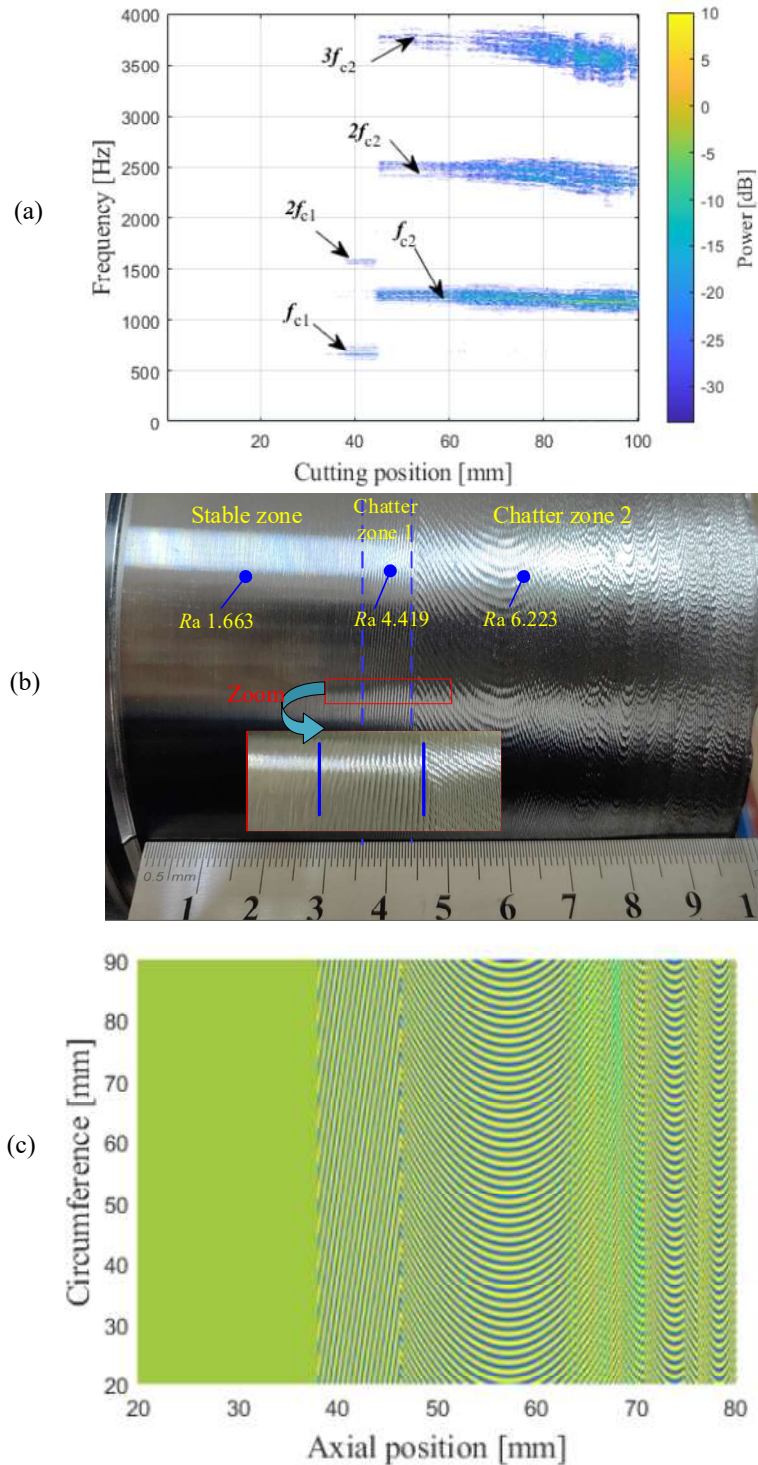 (a)
4000
3500
3000
2500
2000
1500
1000
500
0
Frequency [Hz]
3fc2
2fc2
2fc1
fc2
fc1
20
40
60
80
100
Cutting position [mm]
10
5
0
-5
-10
-15
-20
-25
-30
Power [dB]
(b)
Stable zone
Chatter
zone 1
Chatter zone 2
Ra 1.663
Ra 4.419
Ra 6.223
Zoom
0.5 mm
1 2 3 4 5 6 7 8 9 1
(c)
90
80
70
60
50
40
30
20
Circumference [mm]
20
30
40
50
60
70
80
Axial position [mm]